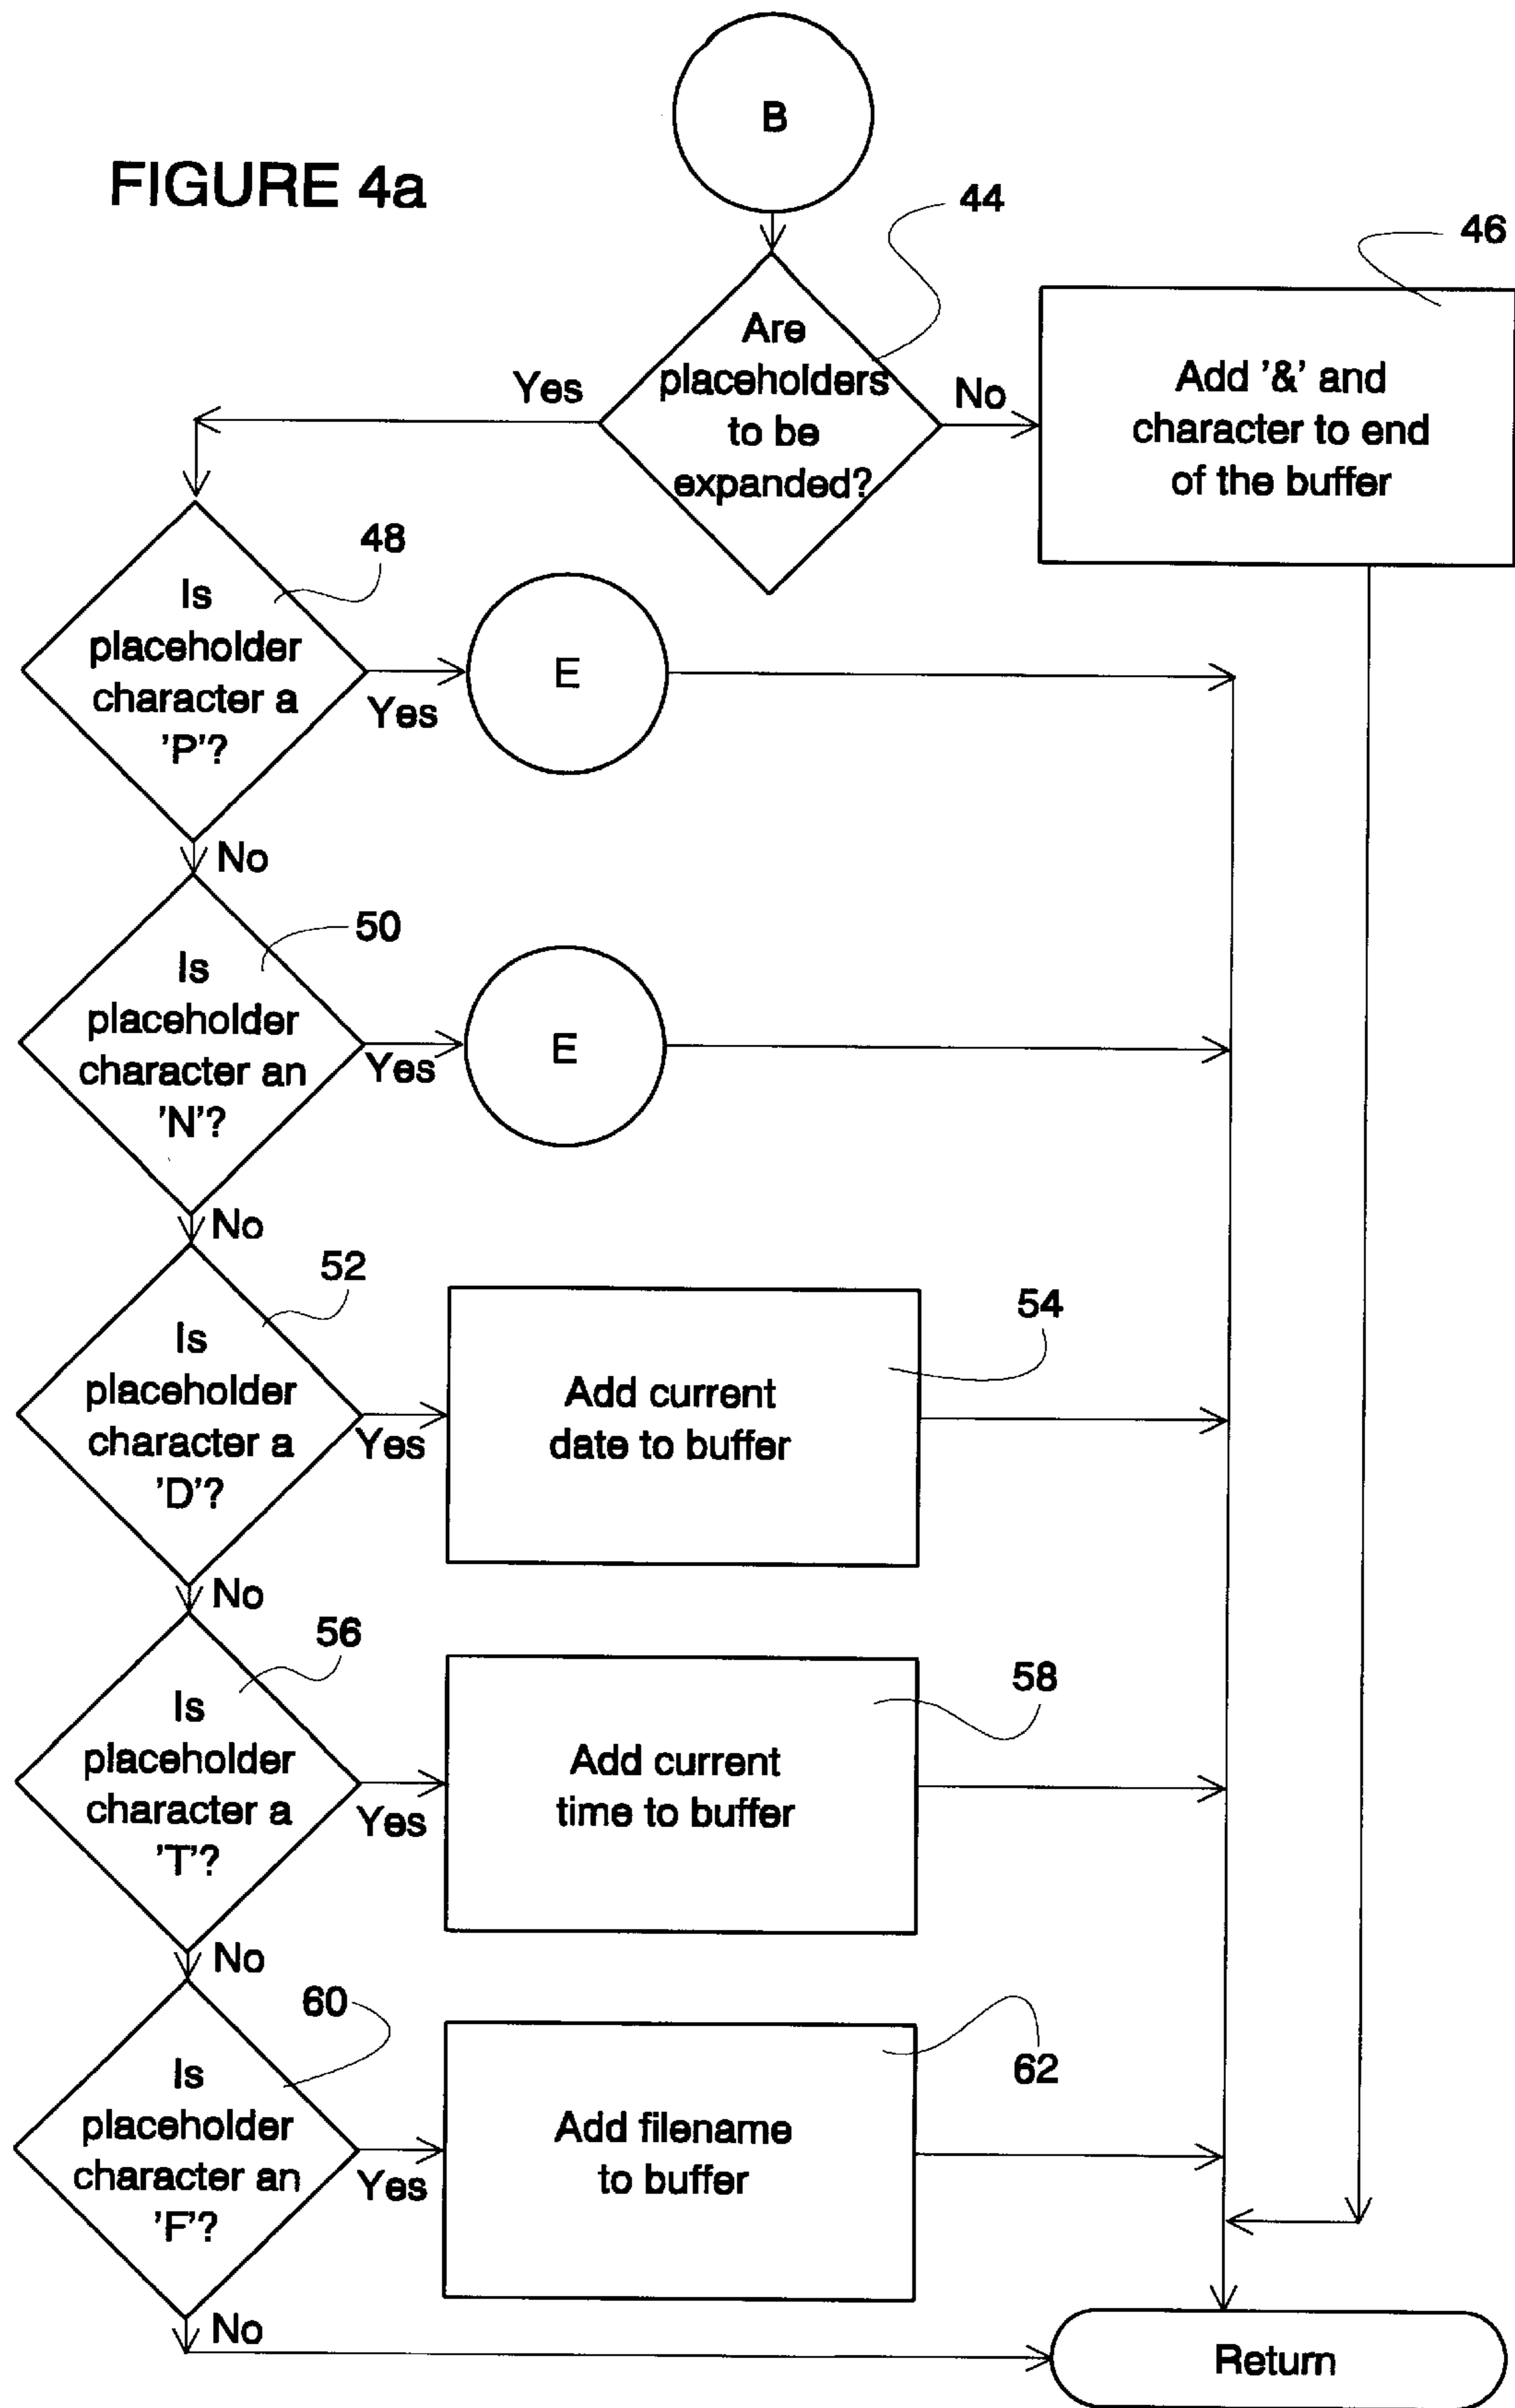 B
FIGURE 4a
44
46
Are
placeholders
to be
expanded?
Yes
No
Add '&' and
character to end
of the buffer
48
Is
placeholder
character a
'P'?
Yes
E
No
50
Is
placeholder
character an
'N'?
Yes
E
No
52
Is
placeholder
character a
'D'?
Yes
54
Add current
date to buffer
No
56
Is
placeholder
character a
'T'?
Yes
58
Add current
time to buffer
No
60
Is
placeholder
character an
'F'?
Yes
62
Add filename
to buffer
No
Return